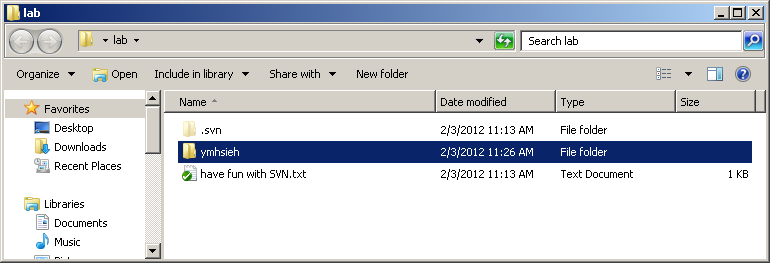 lab
lab
Search lab
Organize Open Include in library Share with New folder
Favorites
Desktop
Downloads
Recent Places
Libraries
Documents
Music
Name Date modified Type Size
.svn 2/3/2012 11:13 AM File folder
ymhsieh 2/3/2012 11:26 AM File folder
have fun with SVN.txt 2/3/2012 11:13 AM Text Document 1 KB